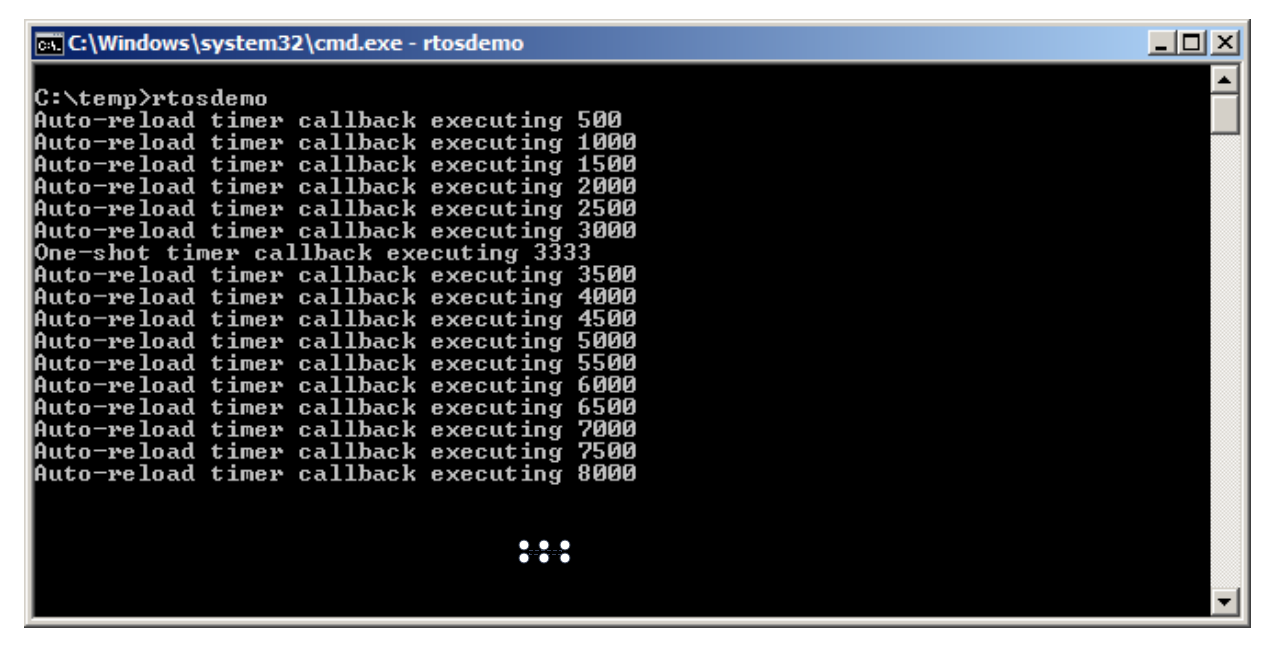 C:\Windows\system32\cmd.exe - rtosdemo
C:\temp>rtosdemo
Auto-reload timer callback executing 500
Auto-reload timer callback executing 1000
Auto-reload timer callback executing 1500
Auto-reload timer callback executing 2000
Auto-reload timer callback executing 2500
Auto-reload timer callback executing 3000
One-shot timer callback executing 3333
Auto-reload timer callback executing 3500
Auto-reload timer callback executing 4000
Auto-reload timer callback executing 4500
Auto-reload timer callback executing 5000
Auto-reload timer callback executing 5500
Auto-reload timer callback executing 6000
Auto-reload timer callback executing 6500
Auto-reload timer callback executing 7000
Auto-reload timer callback executing 7500
Auto-reload timer callback executing 8000